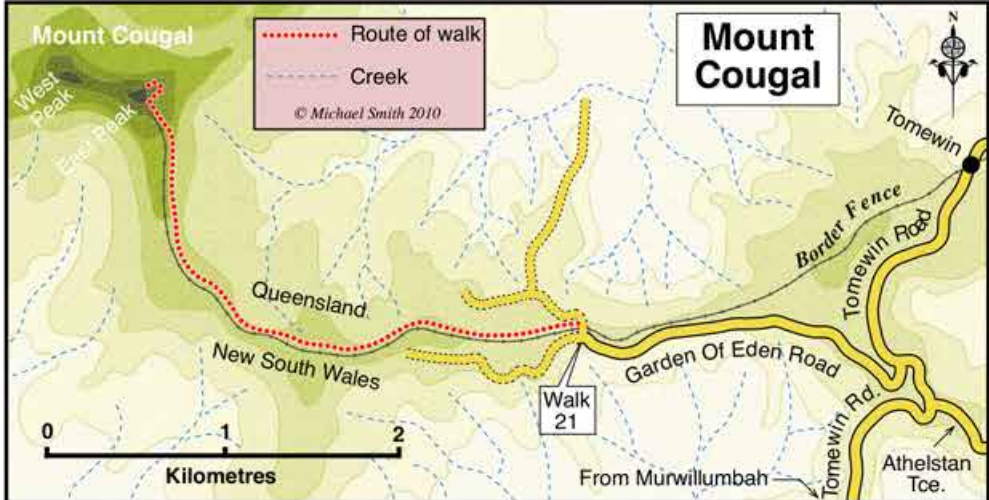 Mount Cougal
West
Peak
East Peak
Route of walk
Creek
© Michael Smith 2010
Mount
Cougal
N
Tomewin
Border Fence
Tomewin Road
Queensland.
New South Wales
Garden Of Eden Road
Walk
21
Tomewin Rd.
Athelstan
Tce.
From Murwillumbah
0 1 2
Kilometres